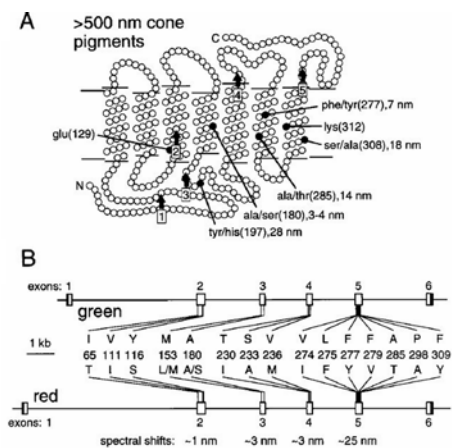 A
>500 nm cone
pigments
C
4
5
phe/tyr(277),7 nm
glu(129)
2
lys(312)
ser/ala(308), 18 nm
N
3
ala/thr(285), 14 nm
1
ala/ser(180),3-4 nm
tyr/his(197),28 nm
B
exons: 1 2 3 4 5 6
green
1 kb
I V Y M A T S V V L F F A P F
65 111 116 153 180 230 233 236 274 275 277 279 285 298 309
T I S L/M A/S I A M I F Y V T A Y
red
exons: 1 2 3 4 5 6
spectral shifts: ~1 nm ~3 nm ~3 nm ~25 nm